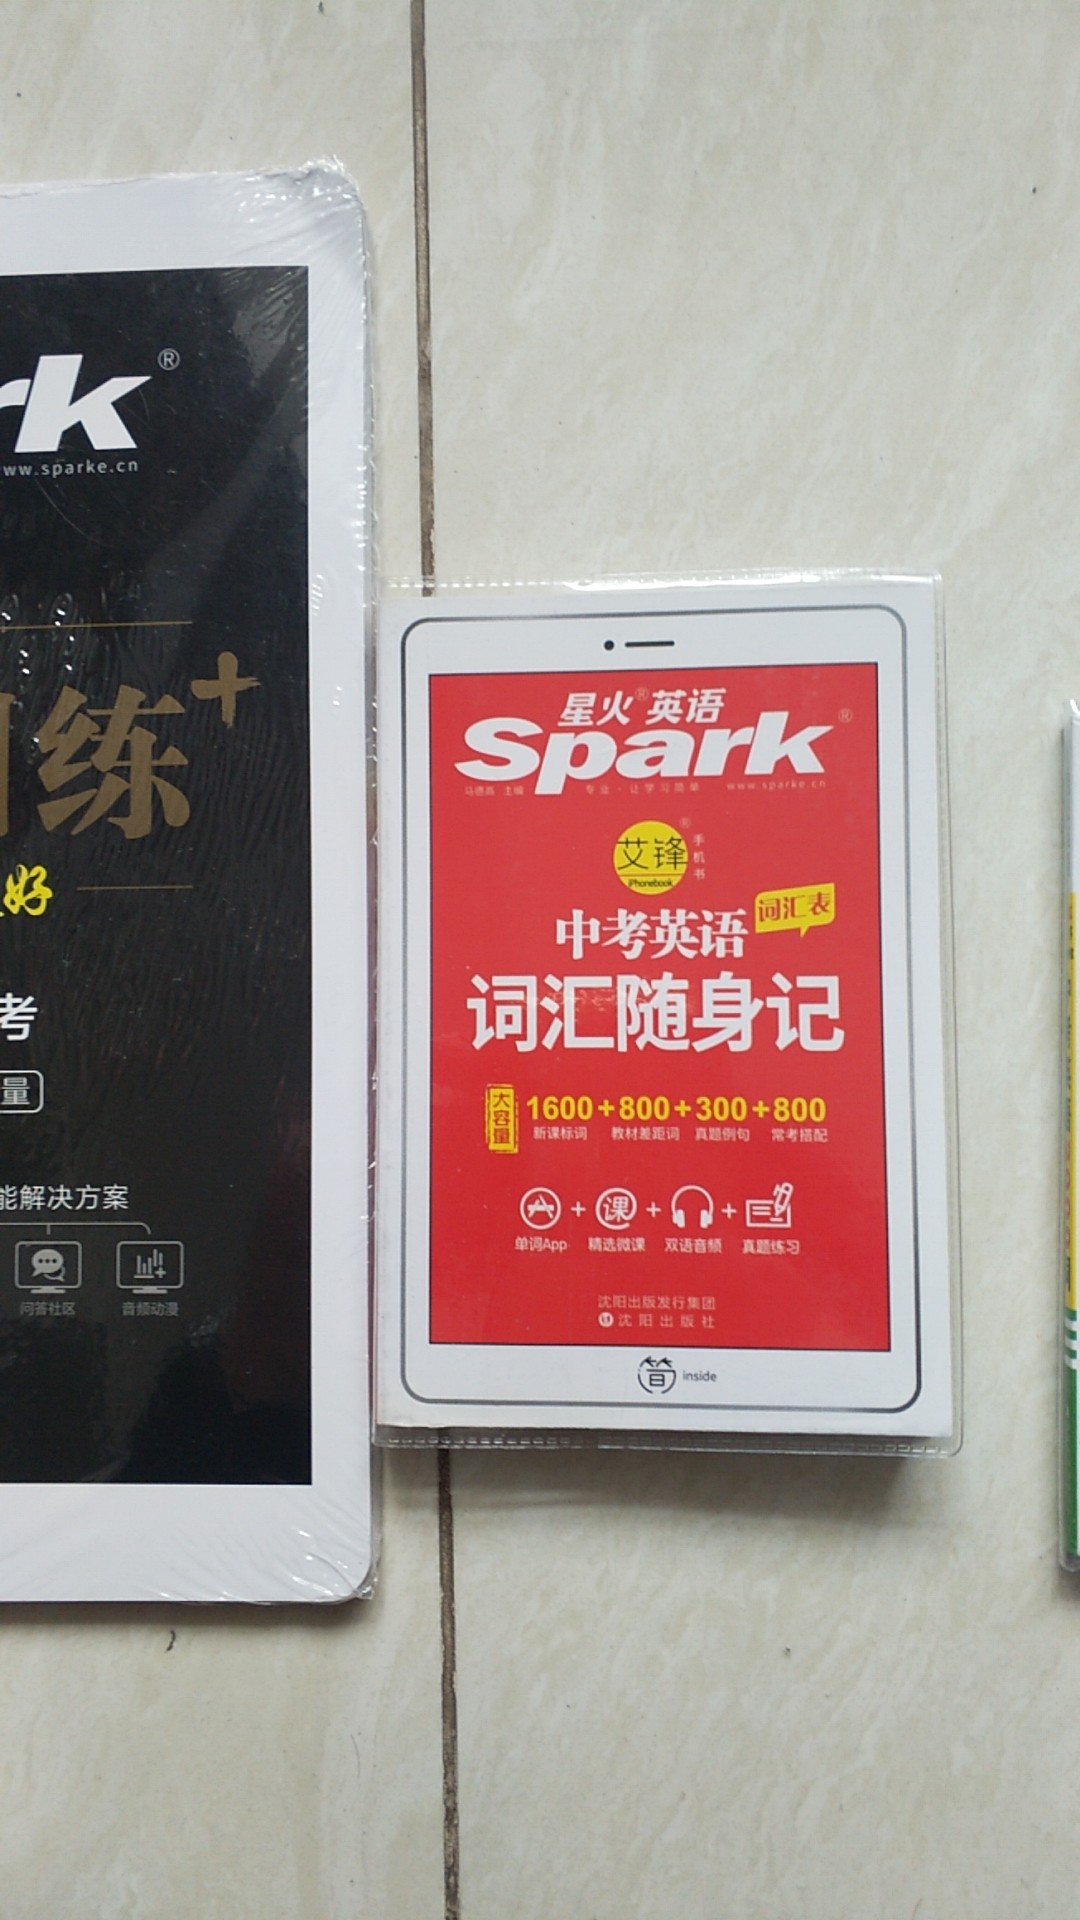 rk®
www.sparke.cn
练+
好
考
量
能解决方案
问答社区 音频动漫
星火®英语
Spark®
马德高 主编 专业·让学习简单 www.sparke.cn
艾锋®
iPhonebook
手机书
中考英语
词汇表
词汇随身记
大容量
1600+800+300+800
新课标词 教材差距词 真题例句 常考搭配
课
单词App 精选微课 双语音频 真题练习
沈阳出版发行集团
沈阳出版社
简 inside